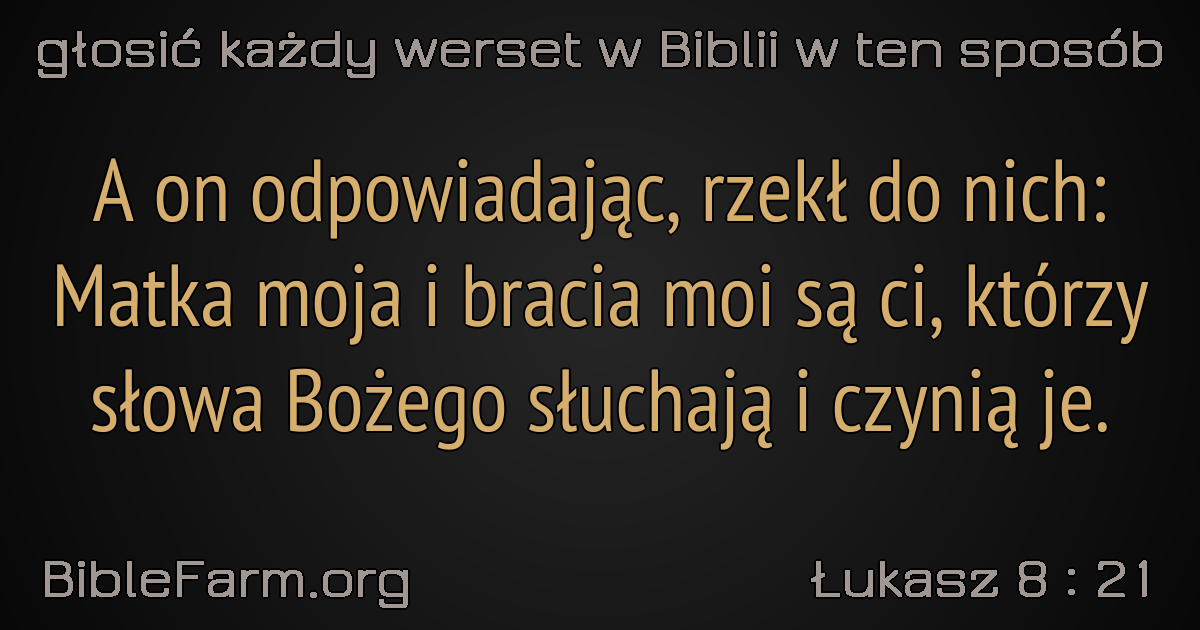 głosić każdy werset w Biblii w ten sposób
A on odpowiadając, rzekł do nich:
Matka moja i bracia moi są ci, którzy
słowa Bożego słuchają i czynią je.
BibleFarm.org
Łukasz 8 : 21